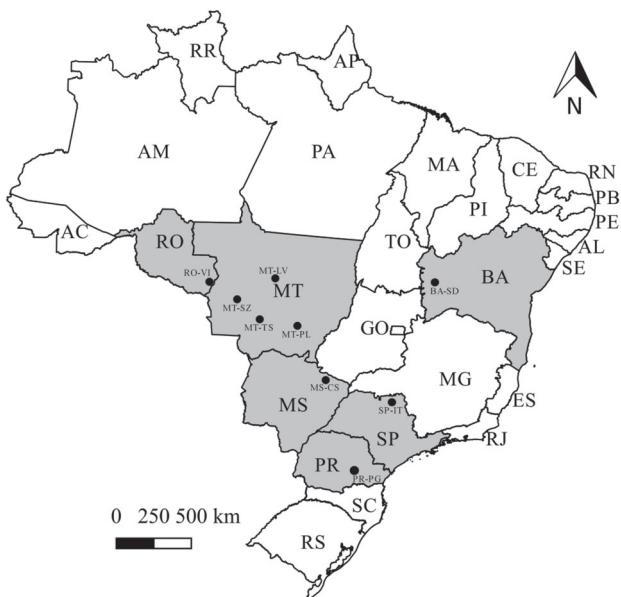 RR
AP
N
AM
PA
MA
CE
RN
PB
PI
PE
AC
TO
AL
RO
SE
RO-VI
MT-LV
MT
BA
BA-SD
MT-SZ
MT-TS
MT-PL
GO
MG
MS-CS
MS
ES
SP-IT
SP
RJ
PR
PR-PG
SC
0 250 500 km
RS